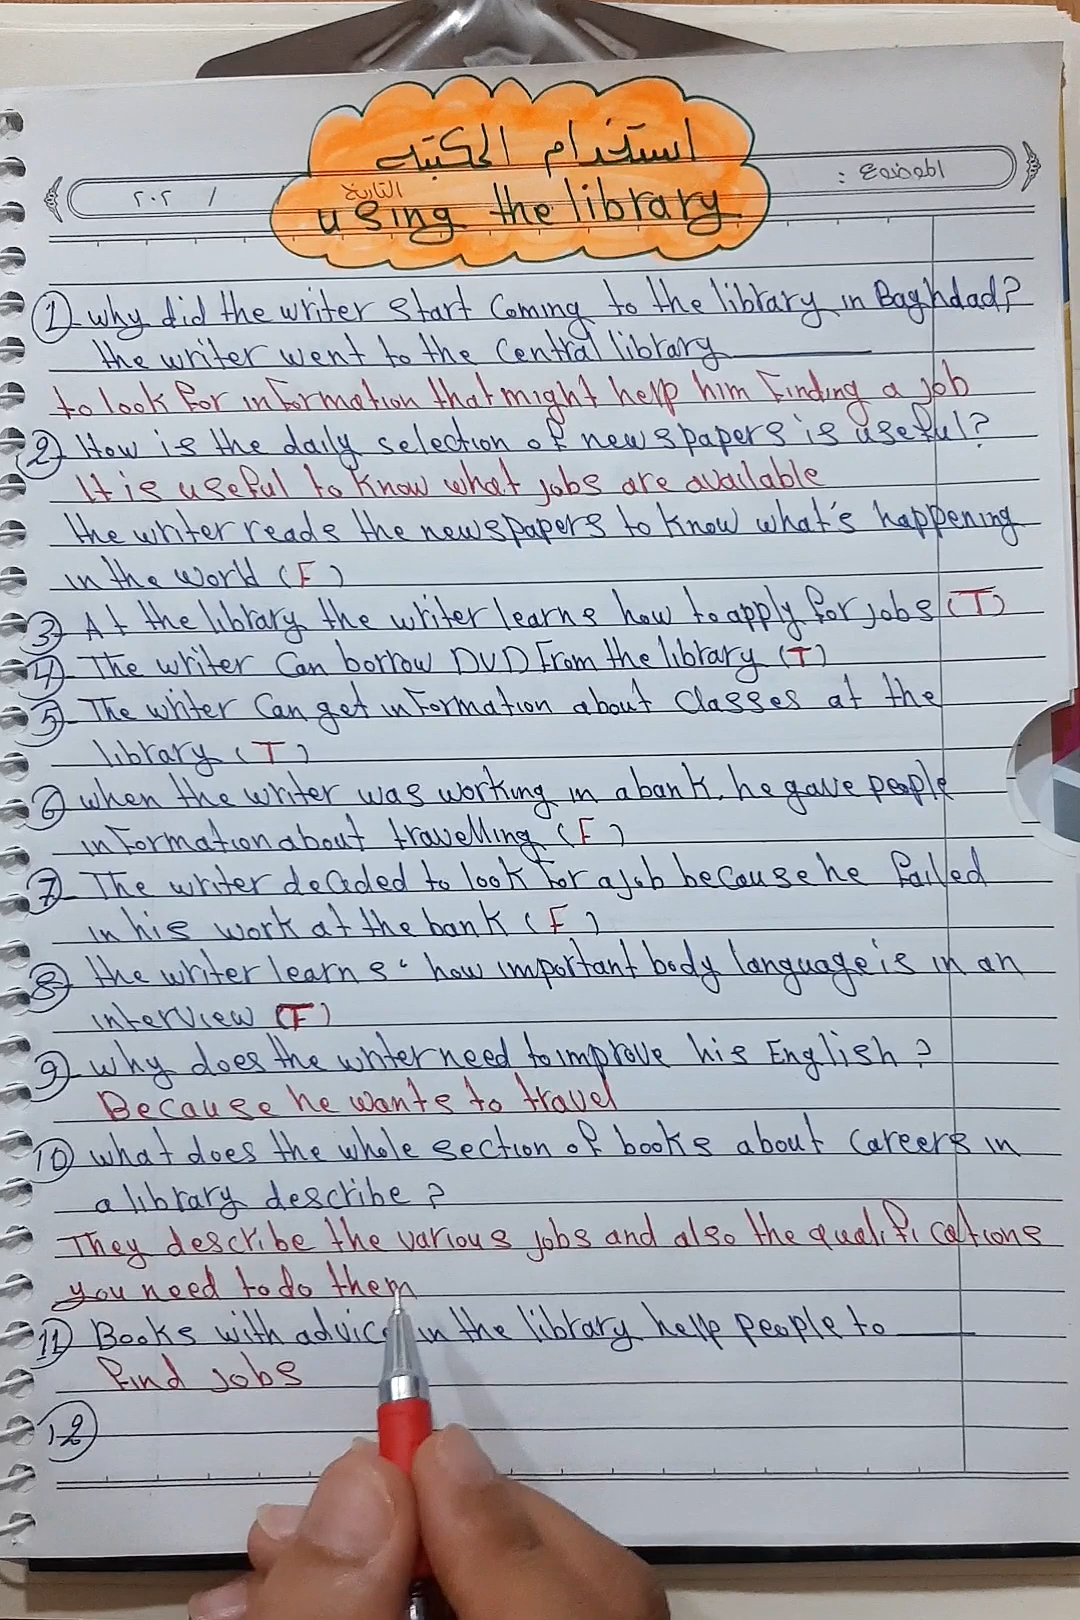 استخدام المكتبه
الموضوع :
التاريخ
/ ٢٠٢
using the library
1) why did the writer start coming to the library in Baghdad?
the writer went to the central library
to look for information that might help him finding a job
2) How is the daily selection of newspapers is useful?
It is useful to know what jobs are available
the writer reads the newspapers to know what's happening
in the world (F)
3) At the library the writer learns how to apply for jobs (T)
4) The writer can borrow DVD from the library (T)
5) The writer can get information about classes at the
library (T)
6) when the writer was working in a bank, he gave people
information about travelling (F)
7) The writer decided to look for a job because he failed
in his work at the bank (F)
8) the writer learns how important body language is in an
interview (F)
9) why does the writer need to improve his English?
Because he wants to travel
10) what does the whole section of books about careers in
a library describe?
They describe the various jobs and also the qualifications
you need to do them
11) Books with advice in the library help people to
find jobs
12